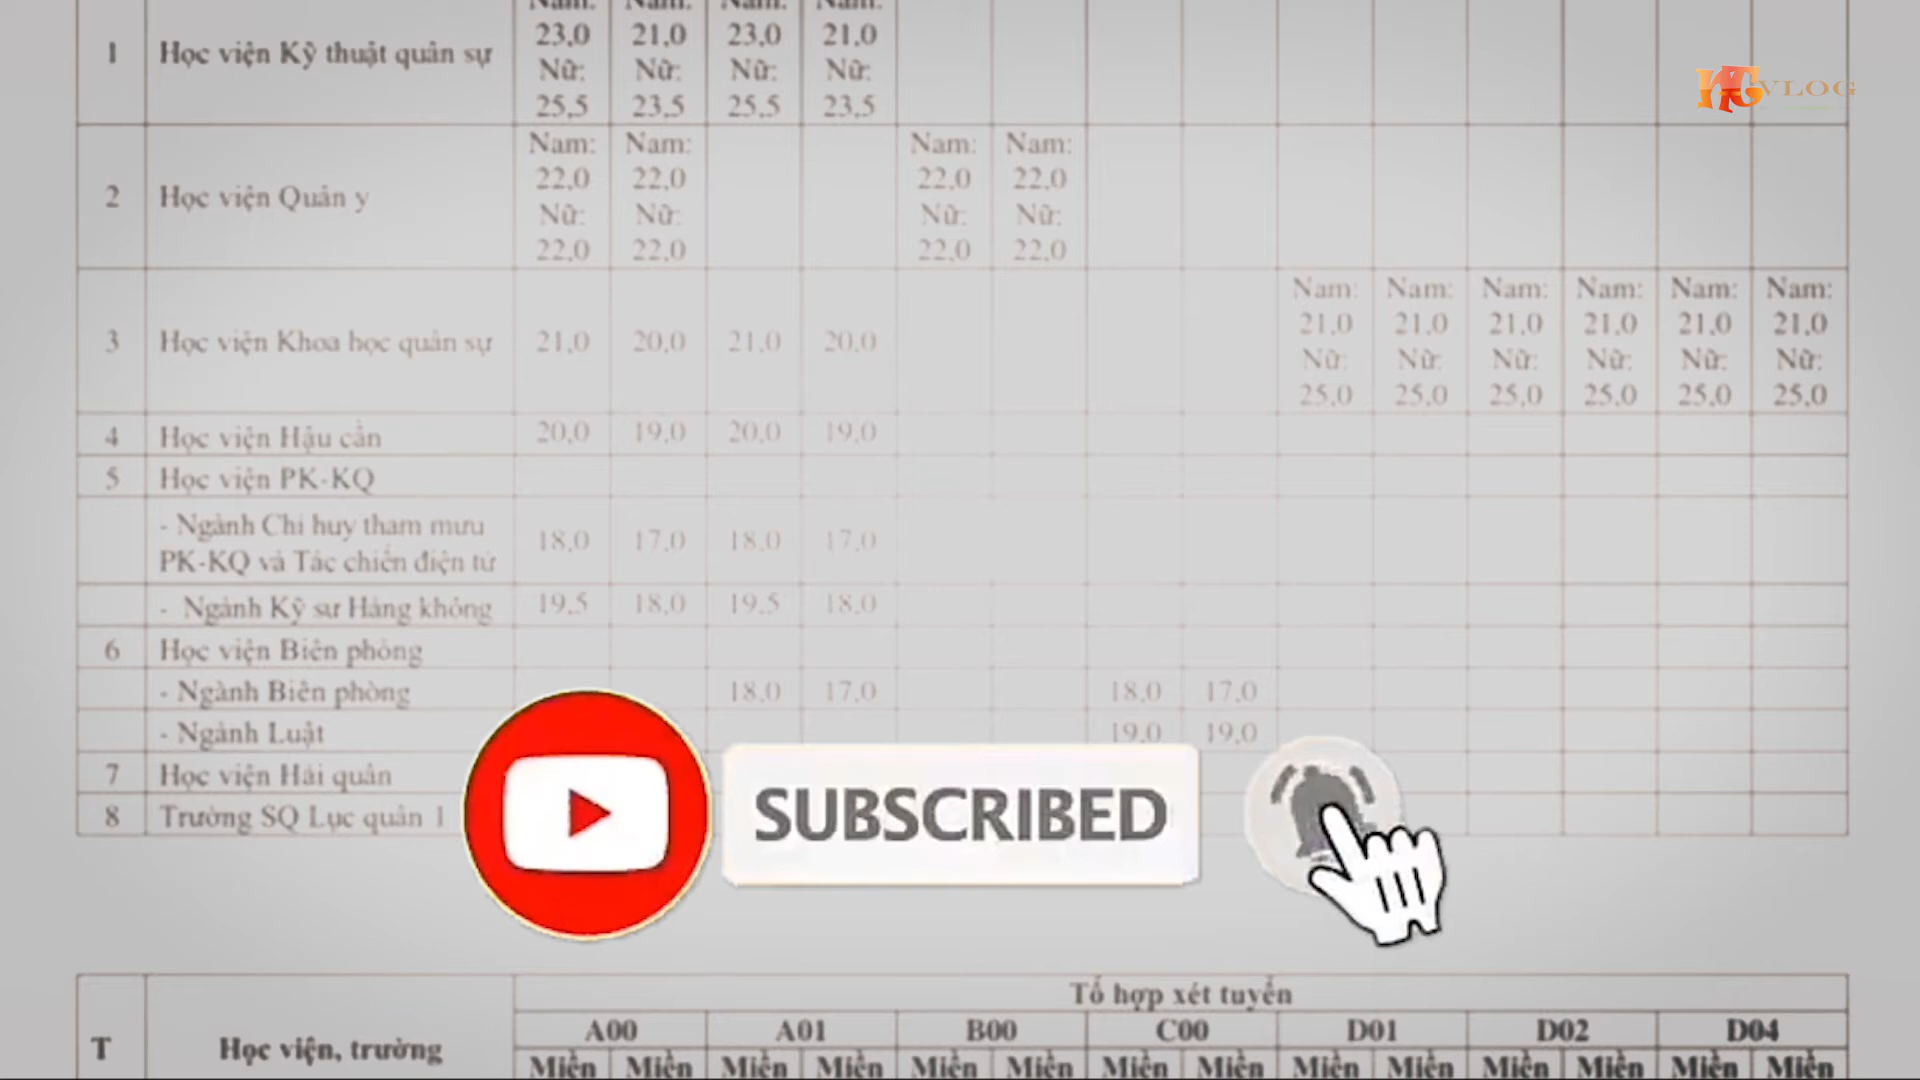 Nam: Nam: Nam: Nam:
1 Học viện Kỹ thuật quân sự 23,0 21,0 23,0 21,0
Nữ: Nữ: Nữ: Nữ:
25,5 23,5 25,5 23,5
VLOG
2 Học viện Quân y Nam: Nam: Nam: Nam:
22,0 22,0 22,0 22,0
Nữ: Nữ: Nữ: Nữ:
22,0 22,0 22,0 22,0
3 Học viện Khoa học quân sự 21,0 20,0 21,0 20,0 Nam: Nam: Nam: Nam: Nam: Nam:
21,0 21,0 21,0 21,0 21,0 21,0
Nữ: Nữ: Nữ: Nữ: Nữ: Nữ:
25,0 25,0 25,0 25,0 25,0 25,0
4 Học viện Hậu cần 20,0 19,0 20,0 19,0
5 Học viện PK-KQ
- Ngành Chỉ huy tham mưu
PK-KQ và Tác chiến điện tử 18,0 17,0 18,0 17,0
- Ngành Kỹ sư Hàng không 19,5 18,0 19,5 18,0
6 Học viện Biên phòng
- Ngành Biên phòng 18,0 17,0 18,0 17,0
- Ngành Luật 19,0 19,0
7 Học viện Hải quân
8 Trường SQ Lục quân 1
SUBSCRIBED
Tổ hợp xét tuyển
T Học viện, trường A00 A01 B00 C00 D01 D02 D04
Miền Miền Miền Miền Miền Miền Miền Miền Miền Miền Miền Miền Miền Miền